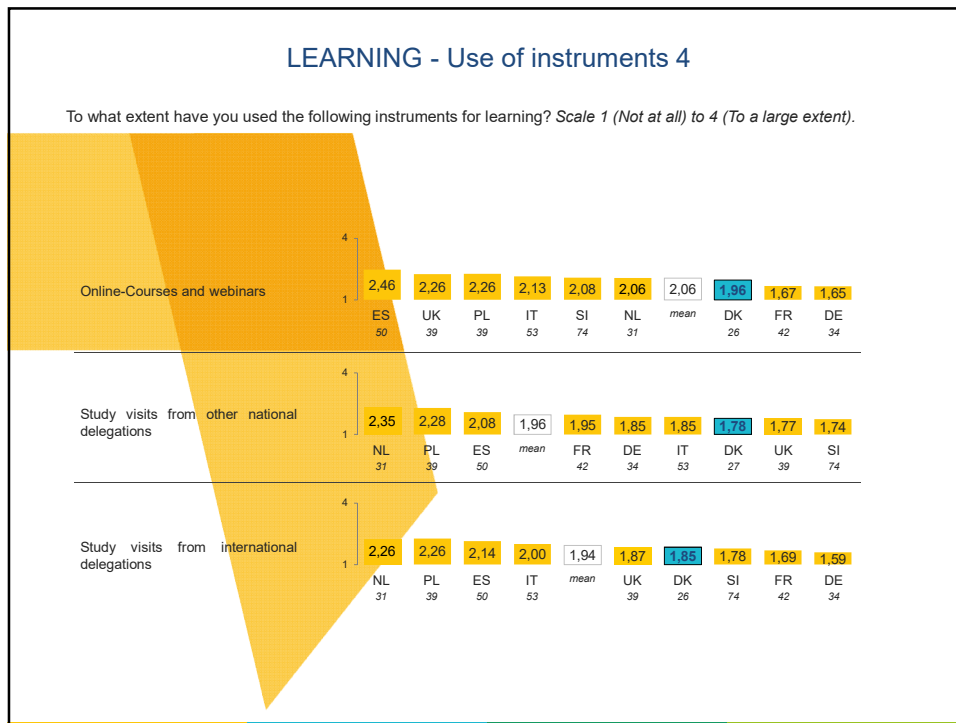 LEARNING - Use of instruments 4
To what extent have you used the following instruments for learning? Scale 1 (Not at all) to 4 (To a large extent).
4
1
Online-Courses and webinars
2,46 2,26 2,26 2,13 2,08 2,06 2,06 1,96 1,67 1,65
ES UK PL IT SI NL mean DK FR DE
50 39 39 53 74 31 26 42 34
4
1
Study visits from other national
delegations
2,35 2,28 2,08 1,96 1,95 1,85 1,85 1,78 1,77 1,74
NL PL ES mean FR DE IT DK UK SI
31 39 50 42 34 53 27 39 74
4
1
Study visits from international
delegations
2,26 2,26 2,14 2,00 1,94 1,87 1,85 1,78 1,69 1,59
NL PL ES IT mean UK DK SI FR DE
31 39 50 53 39 26 74 42 34